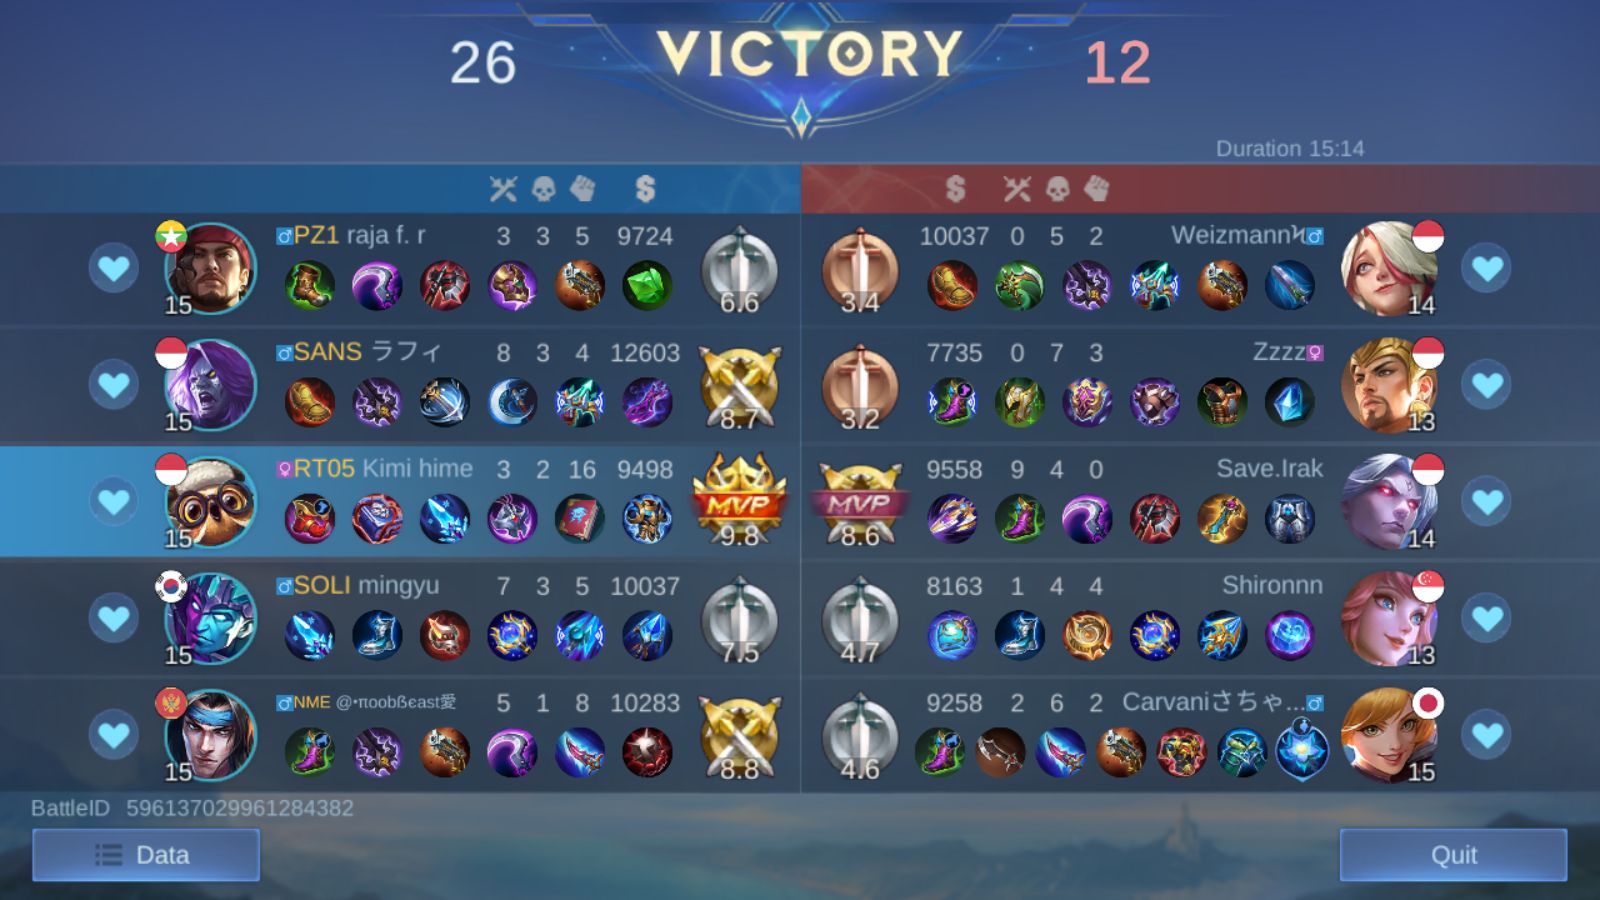 26 VICTORY 12
Duration 15:14
PZ1 raja f. r 3 3 5 9724
15 6.6
10037 0 5 2 Weizmann
3.4 14
SANS ラフィ 8 3 4 12603
15 8.7
7735 0 7 3 Zzzz
3.2 13
RT05 Kimi hime 3 2 16 9498
MVP
15 9.8
9558 9 4 0 Save.Irak
MVP
8.6 14
SOLI mingyu 7 3 5 10037
15 7.5
8163 1 4 4 Shironnn
4.7 13
NME @•πoobßєast愛 5 1 8 10283
15 8.8
9258 2 6 2 Carvaniさちゃ...
4.6 15
BattleID 596137029961284382
Data
Quit